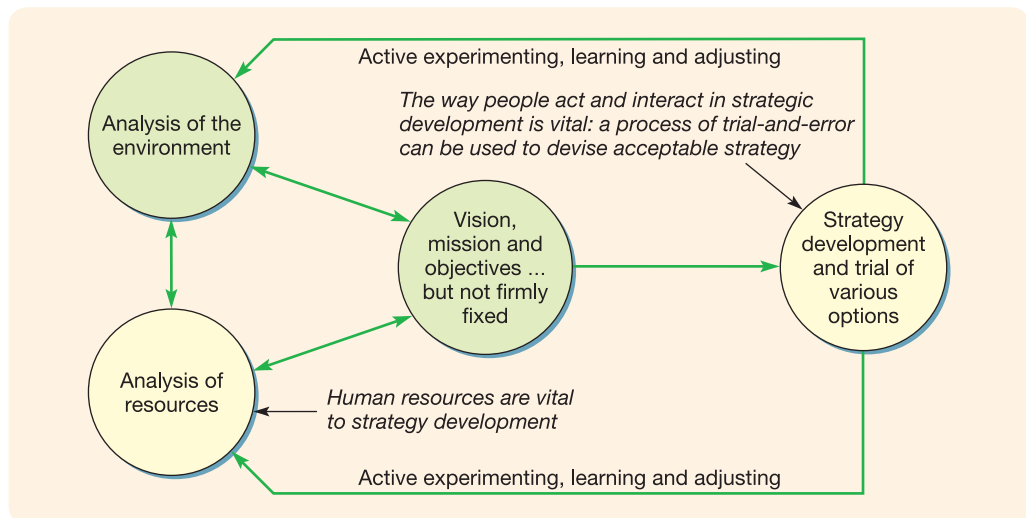 Active experimenting, learning and adjusting
Analysis of the
environment
The way people act and interact in strategic
development is vital: a process of trial-and-error
can be used to devise acceptable strategy
Vision,
mission and
objectives ...
but not firmly
fixed
Strategy
development
and trial of
various
options
Analysis of
resources
Human resources are vital
to strategy development
Active experimenting, learning and adjusting